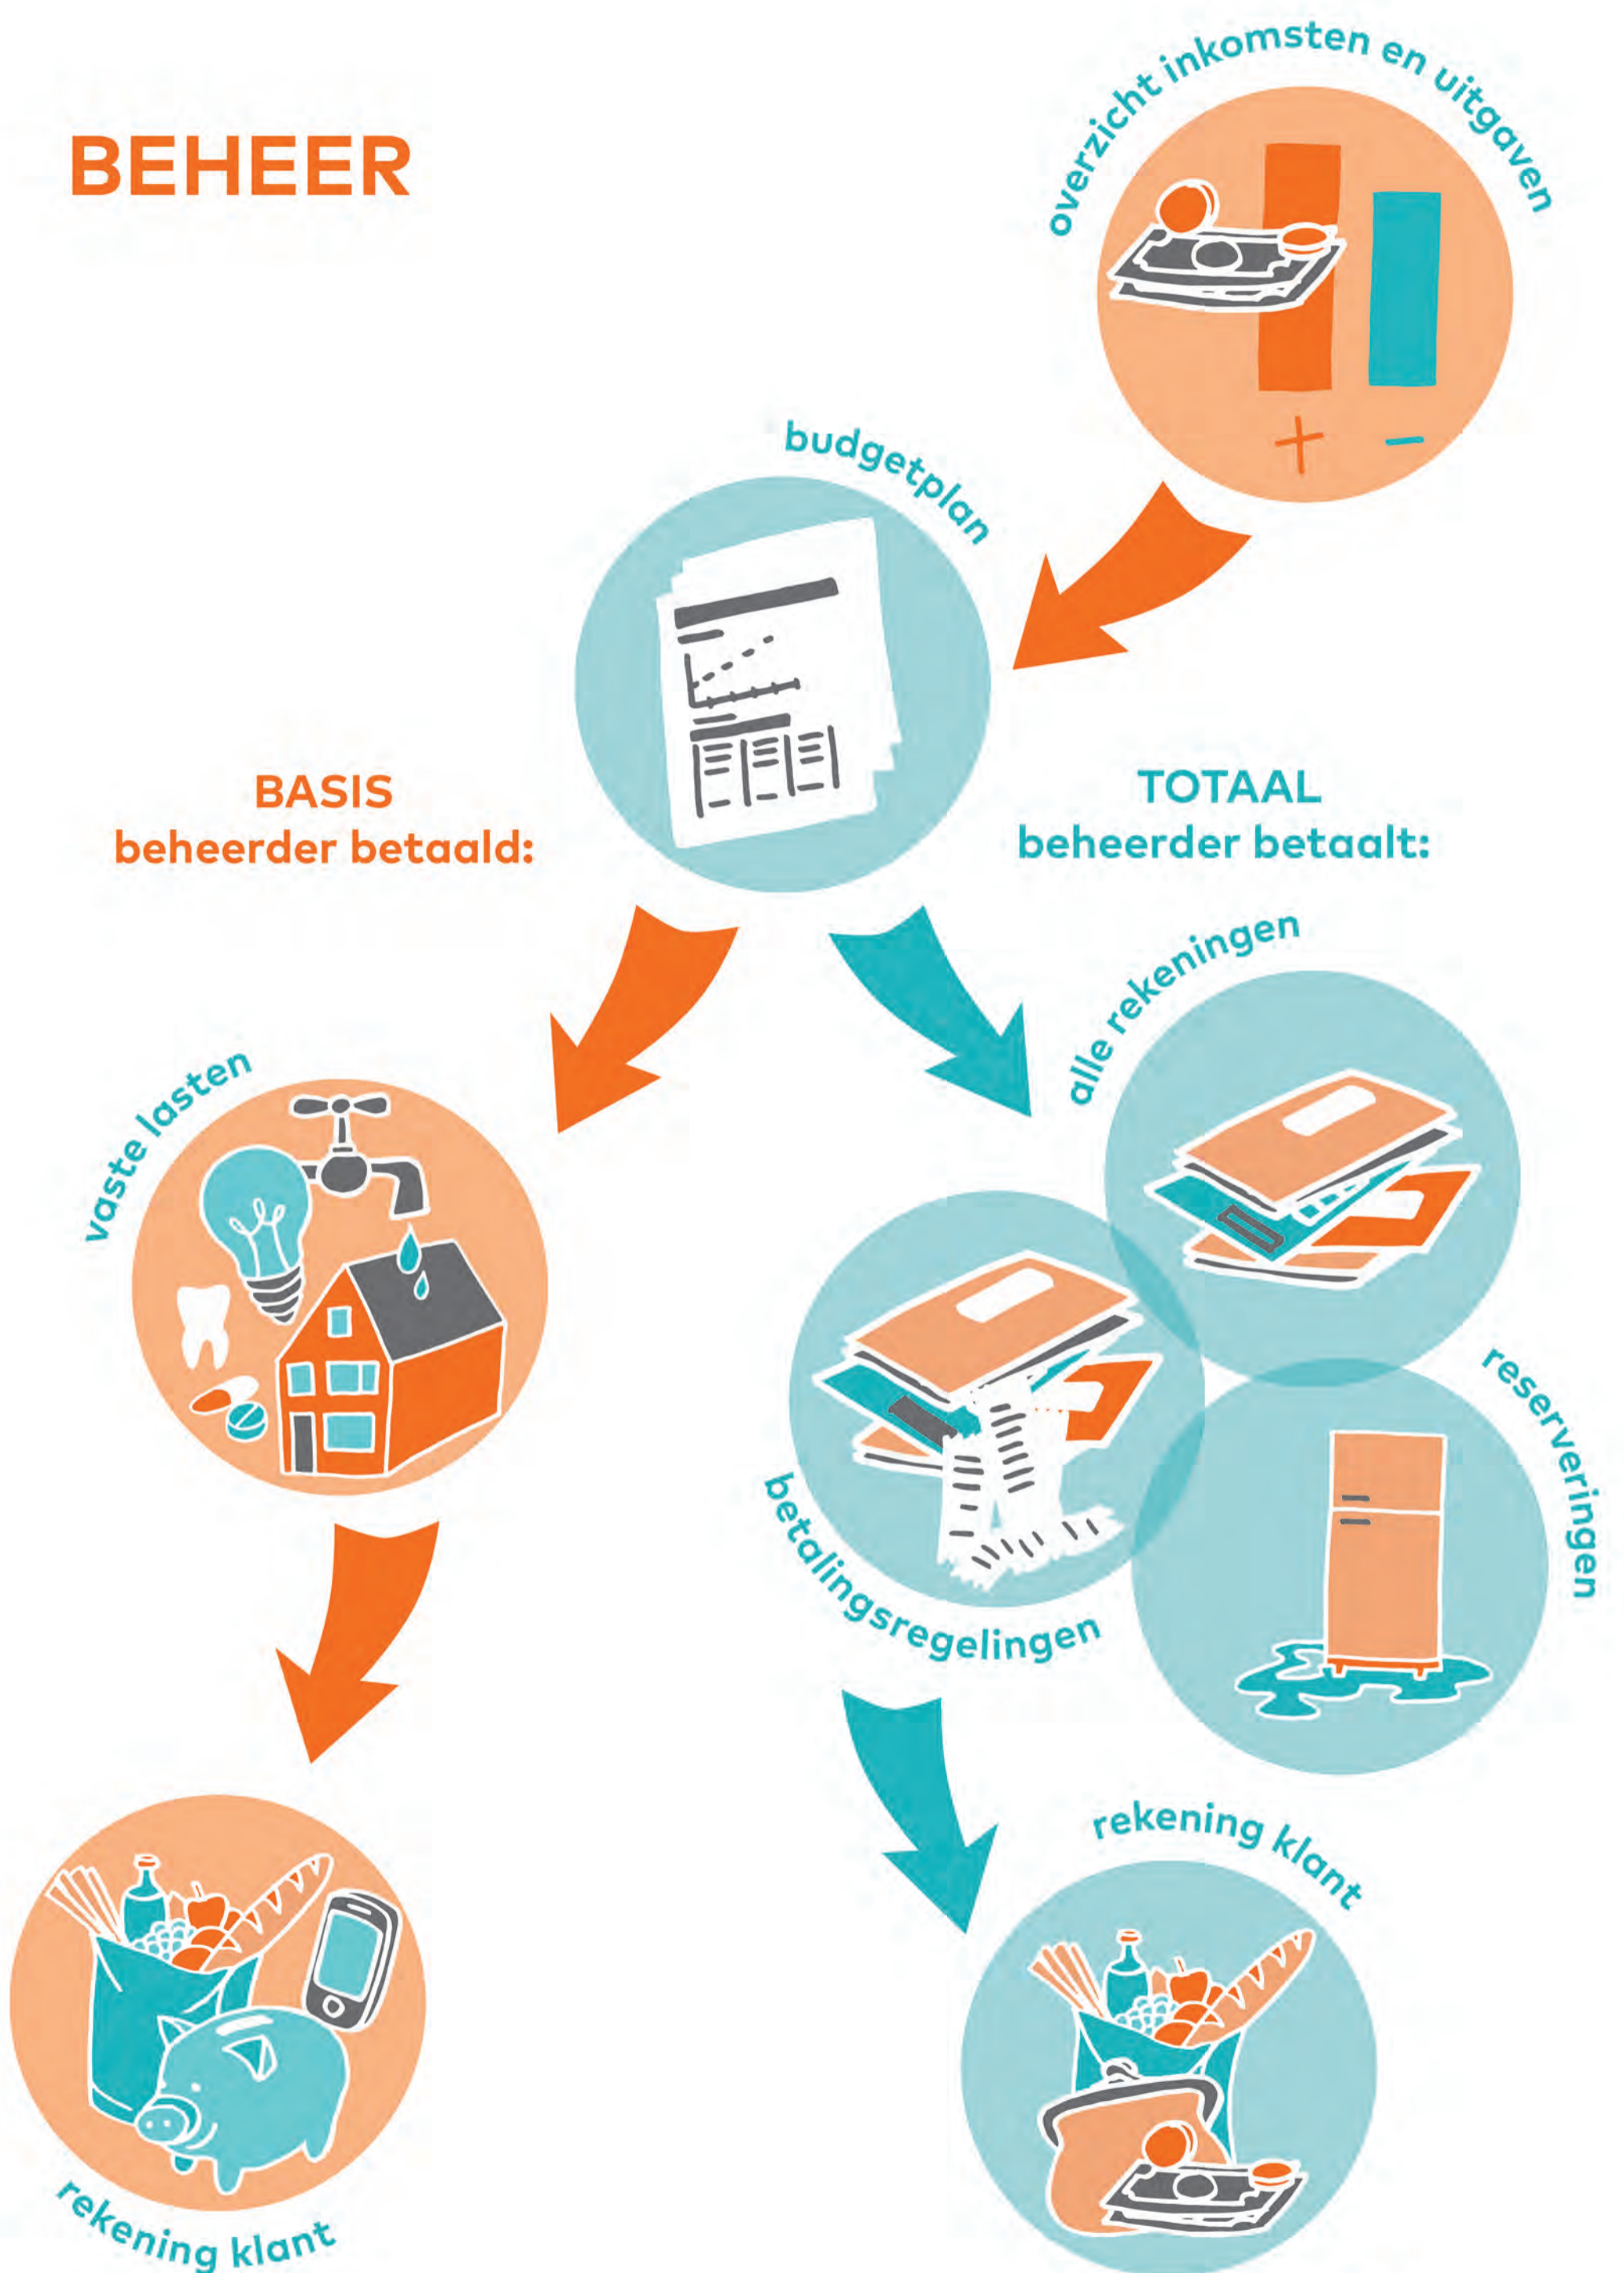 BEHEER
overzicht inkomsten en uitgaven
budgetplan
BASIS
beheerder betaald:
TOTAAL
beheerder betaalt:
alle rekeningen
vaste lasten
reserveringen
betalingsregelingen
rekening klant
rekening klant